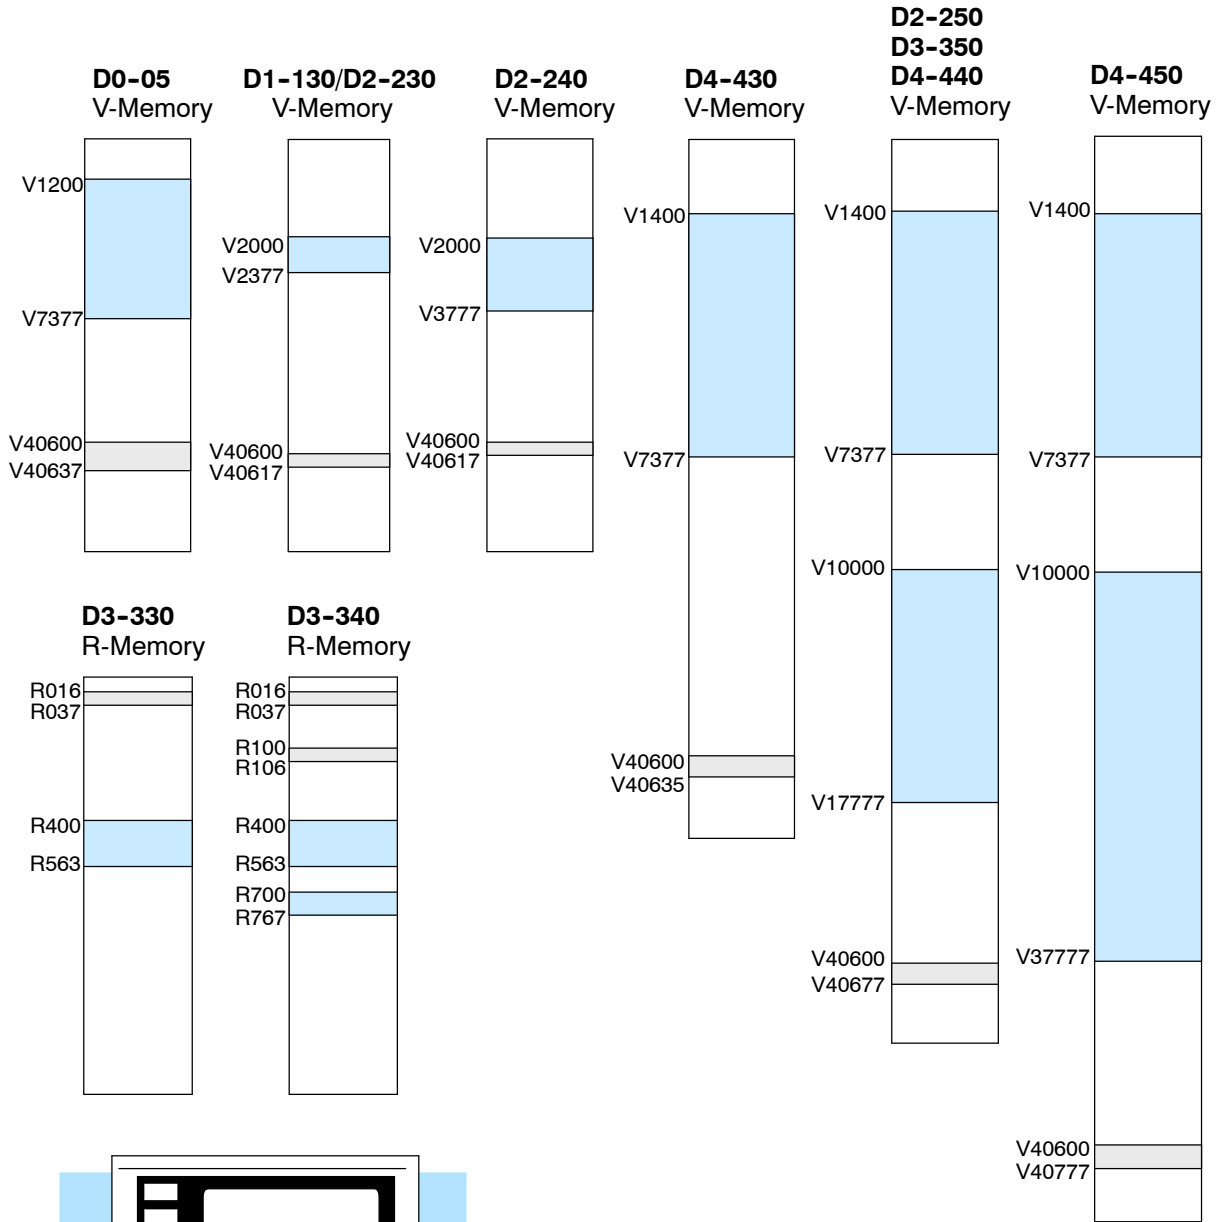 D0-05
V-Memory
V1200
V7377
V40600
V40637
D1-130/D2-230
V-Memory
V2000
V2377
V40600
V40617
D2-240
V-Memory
V2000
V3777
V40600
V40617
D4-430
V-Memory
V1400
V7377
V40600
V40635
D2-250
D3-350
D4-440
V-Memory
V1400
V7377
V10000
V17777
V40600
V40677
D4-450
V-Memory
V1400
V7377
V10000
V37777
V40600
V40777
D3-330
R-Memory
R016
R037
R400
R563
D3-340
R-Memory
R016
R037
R100
R106
R400
R563
R700
R767